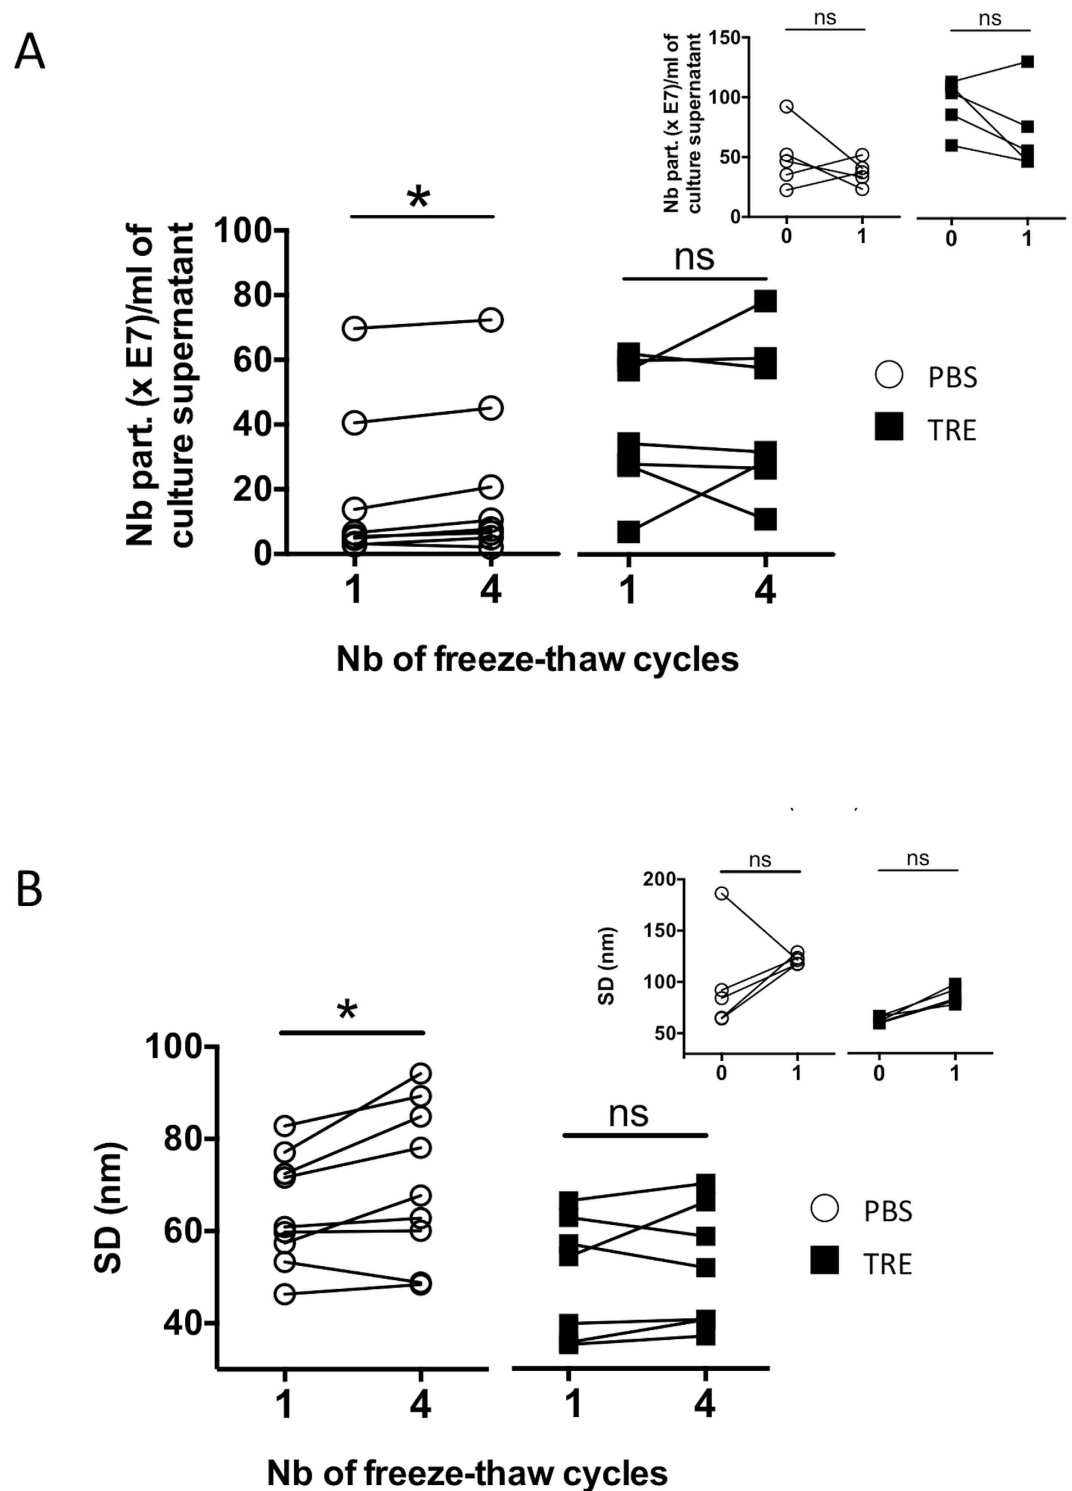 A
ns
ns
Nb part. (x E7)/ml of
culture supernatant
150
100
50
0
0
1
0
1
*
ns
Nb part. (x E7)/ml of
culture supernatant
100
80
60
40
20
0
1
4
1
4
PBS
TRE
Nb of freeze-thaw cycles
B
ns
ns
SD (nm)
200
150
100
50
0
1
0
1
*
ns
SD (nm)
100
80
60
40
1
4
1
4
PBS
TRE
Nb of freeze-thaw cycles